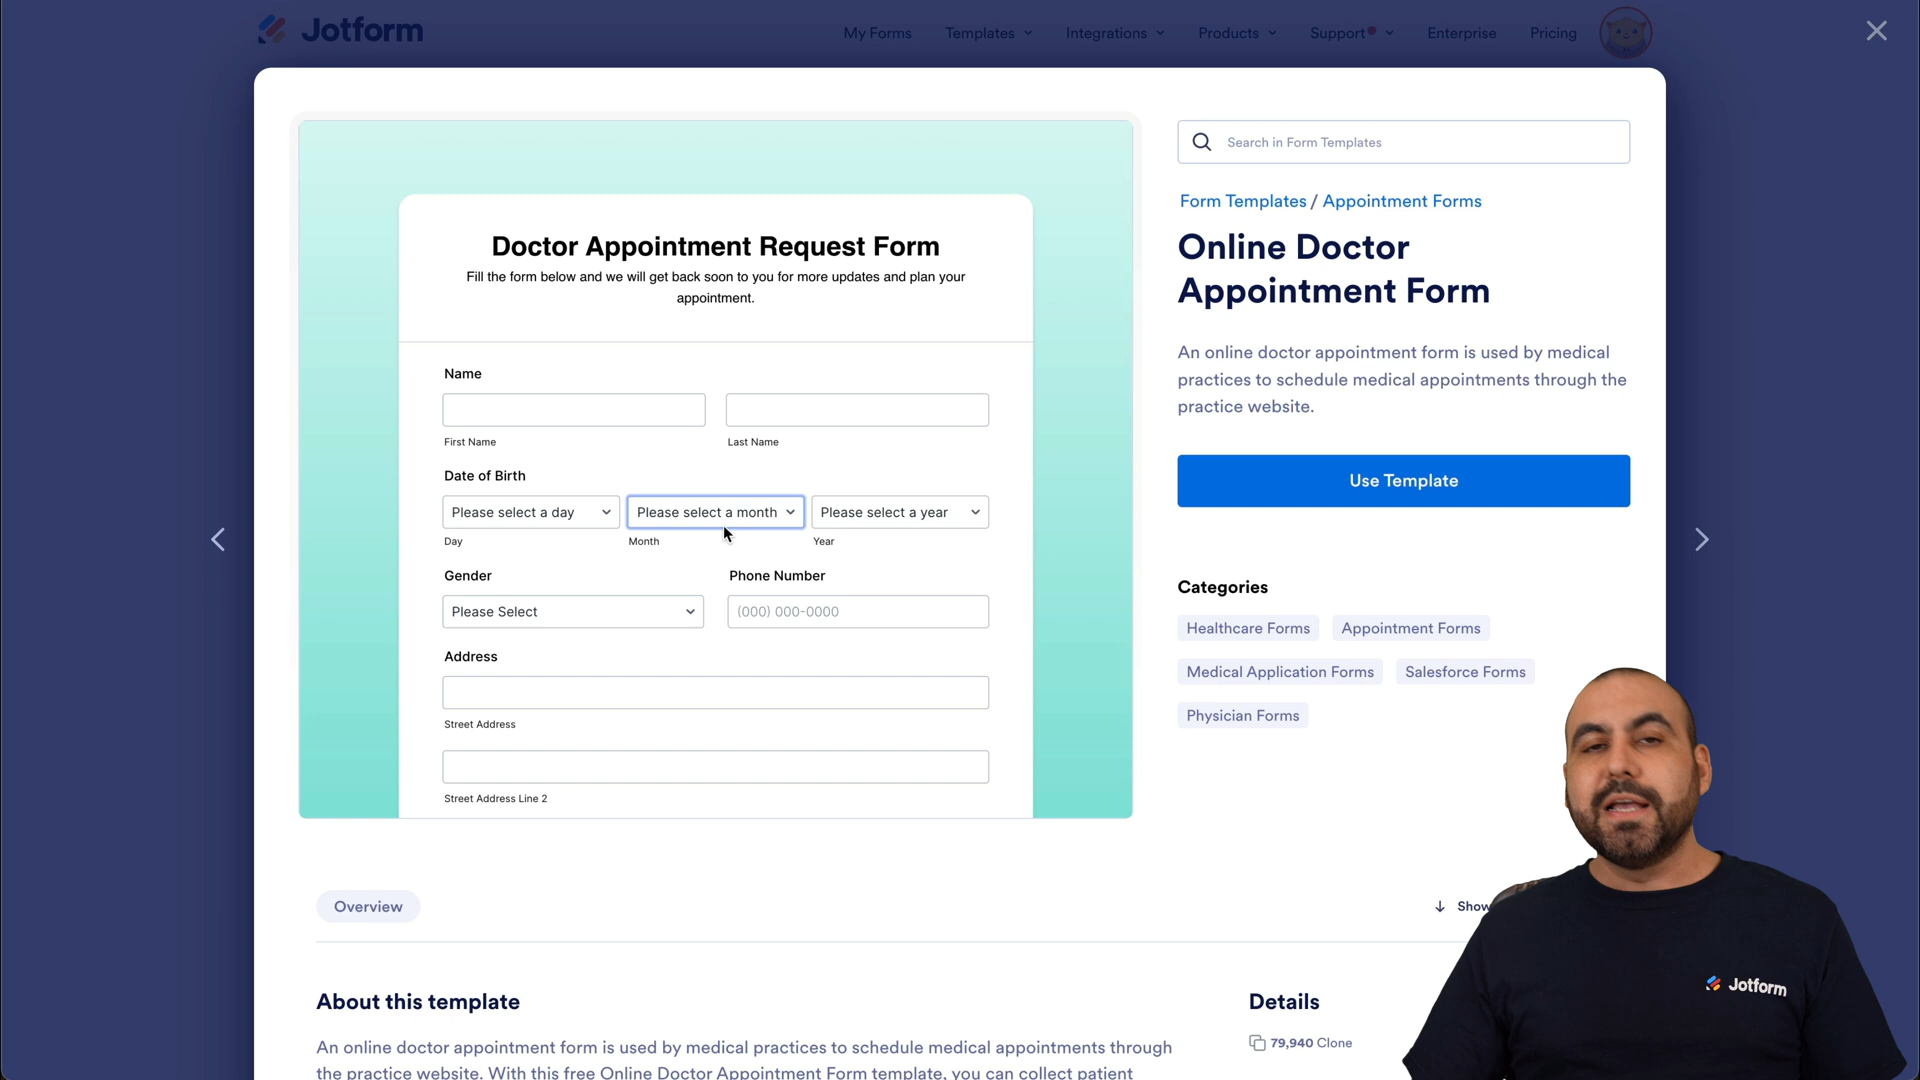 Jotform
My Forms
Templates
Integrations
Products
Support
Enterprise
Pricing
Doctor Appointment Request Form
Fill the form below and we will get back soon to you for more updates and plan your
appointment.
Name
First Name
Last Name
Date of Birth
Please select a day
Please select a month
Please select a year
Day
Month
Year
Gender
Phone Number
Please Select
(000) 000-0000
Address
Street Address
Street Address Line 2
Search in Form Templates
Form Templates / Appointment Forms
Online Doctor
Appointment Form
An online doctor appointment form is used by medical
practices to schedule medical appointments through the
practice website.
Use Template
Categories
Healthcare Forms
Appointment Forms
Medical Application Forms
Salesforce Forms
Physician Forms
Overview
Show
About this template
An online doctor appointment form is used by medical practices to schedule medical appointments through
the practice website. With this free Online Doctor Appointment Form template, you can collect patient
Details
79,940 Clone
Jotform